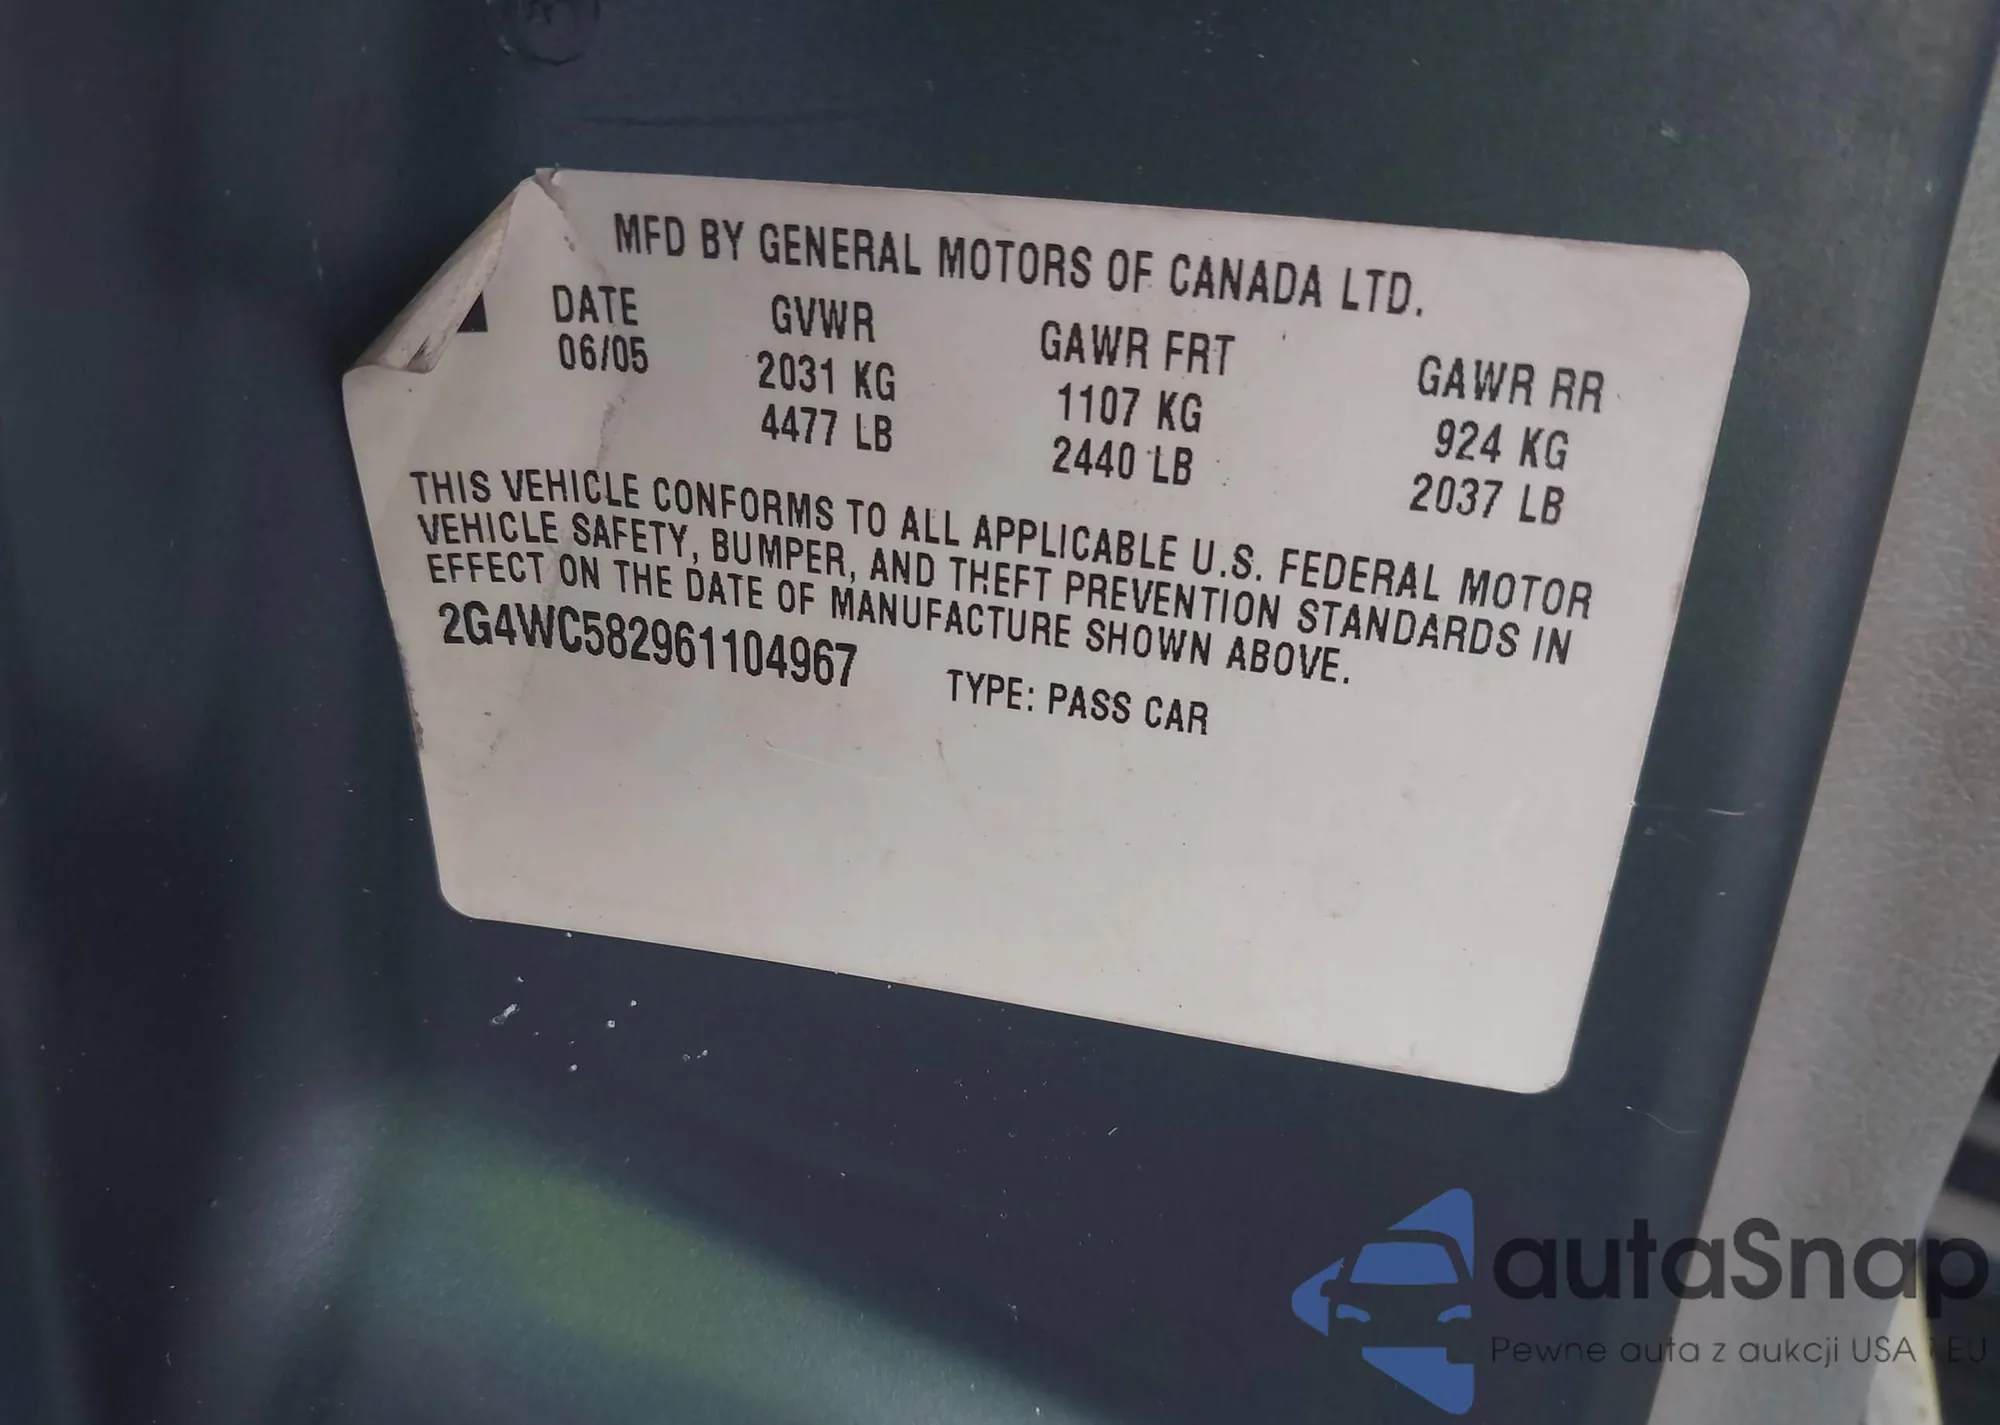 MFD BY GENERAL MOTORS OF CANADA LTD.
DATE GVWR GAWR FRT GAWR RR
06/05 2031 KG 1107 KG 924 KG
4477 LB 2440 LB 2037 LB
THIS VEHICLE CONFORMS TO ALL APPLICABLE U.S. FEDERAL MOTOR
VEHICLE SAFETY, BUMPER, AND THEFT PREVENTION STANDARDS IN
EFFECT ON THE DATE OF MANUFACTURE SHOWN ABOVE.
2G4WC582961104967 TYPE: PASS CAR
autaSnap
Pewne auta z aukcji USA i EU